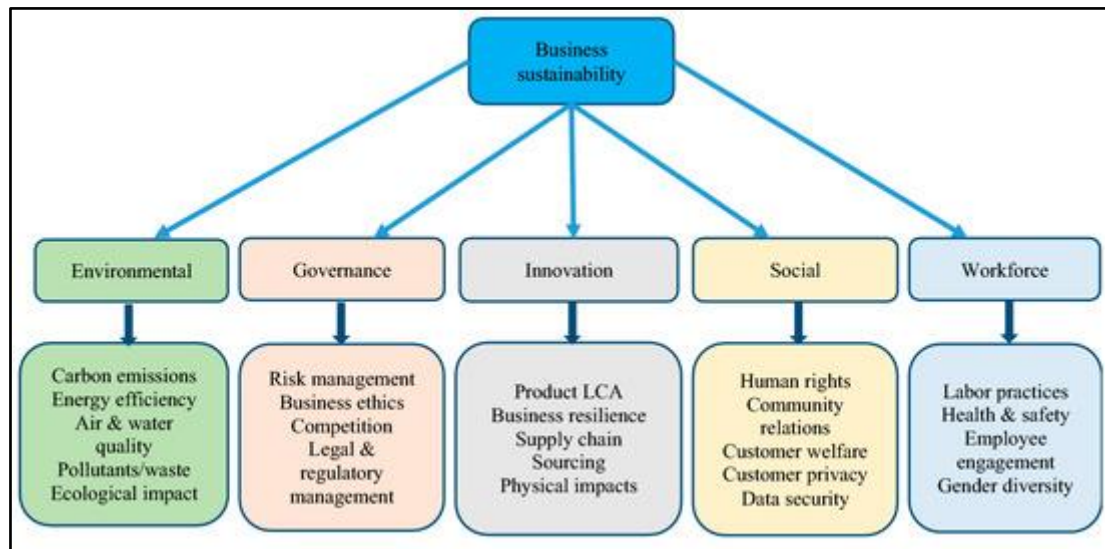 Business
sustainability
Environmental
Governance
Innovation
Social
Workforce
Carbon emissions
Energy efficiency
Air & water
quality
Pollutants/waste
Ecological impact
Risk management
Business ethics
Competition
Legal &
regulatory
management
Product LCA
Business resilience
Supply chain
Sourcing
Physical impacts
Human rights
Community
relations
Customer welfare
Customer privacy
Data security
Labor practices
Health & safety
Employee
engagement
Gender diversity